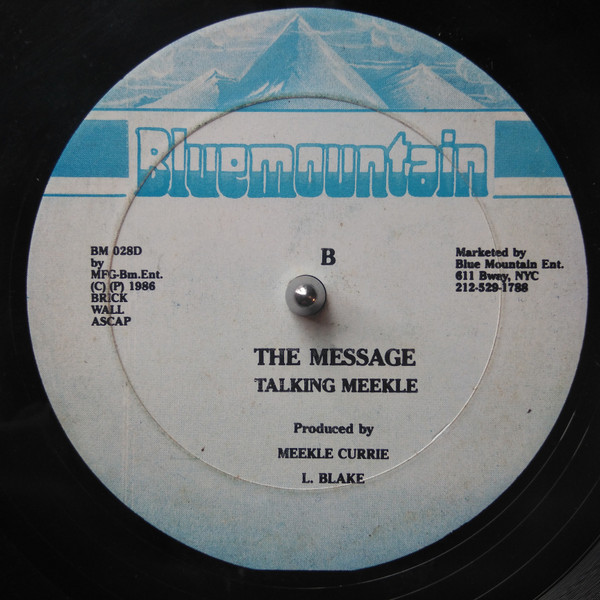 Bluemountain
BM 028D
by
MFG-Bm.Ent.
(C) (P) 1986
BRICK
WALL
ASCAP
B
Marketed by
Blue Mountain Ent.
611 Bwny, NYC
212-529-1788
THE MESSAGE
TALKING MEEKLE
Produced by
MEEKLE CURRIE
L. BLAKE